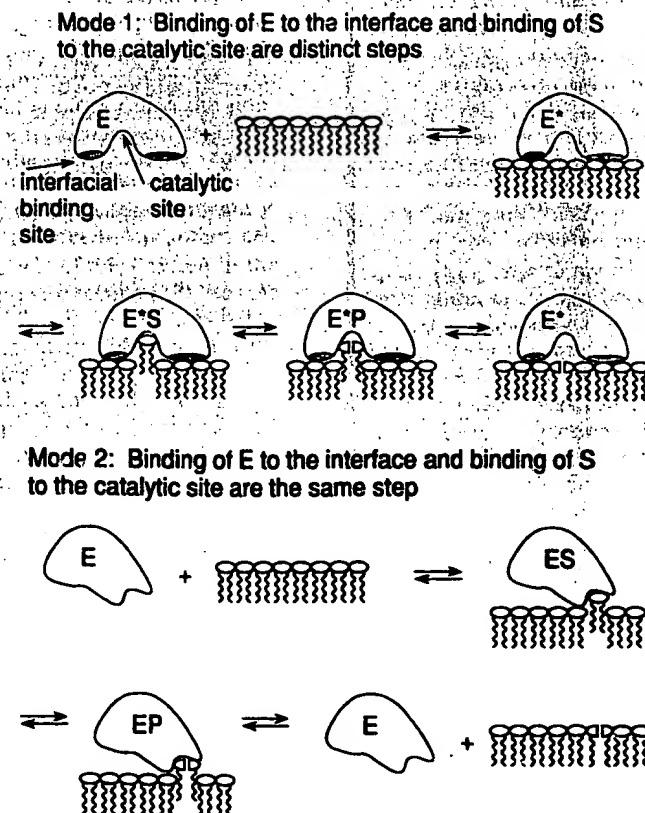 Mode 1: Binding of E to the interface and binding of S
to the catalytic site are distinct steps
E
+
E*
interfacial catalytic
binding site
site
E*S
E*P
E*
Mode 2: Binding of E to the interface and binding of S
to the catalytic site are the same step
E
+
ES
EP
E
+